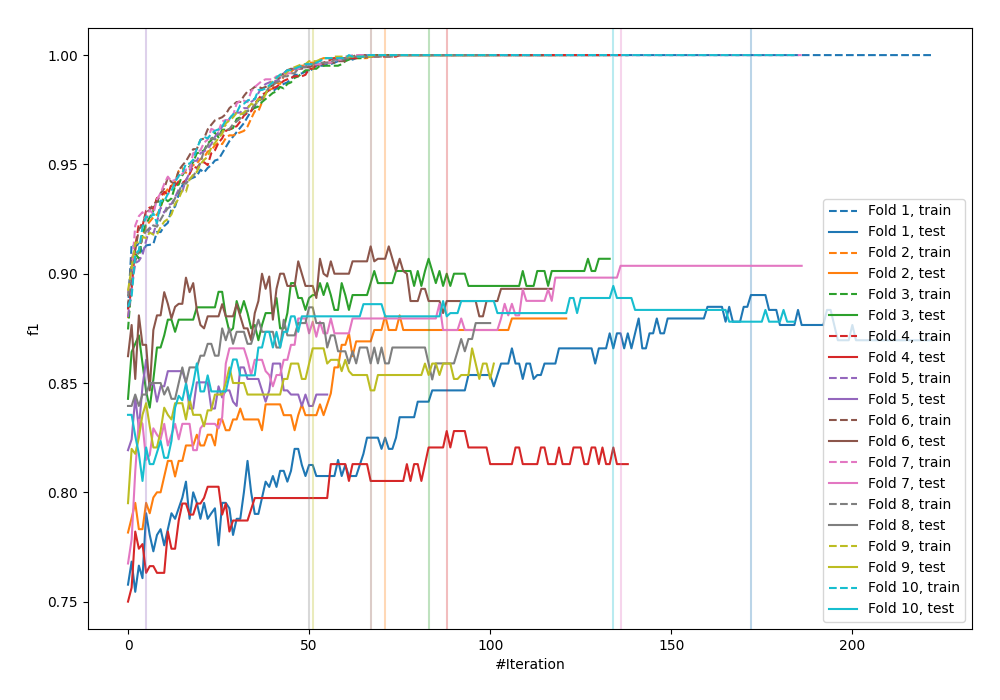 1.00
0.95
0.90
0.85
0.80
0.75
f1
0
50
100
150
200
#Iteration
Fold 1, train
Fold 1, test
Fold 2, train
Fold 2, test
Fold 3, train
Fold 3, test
Fold 4, train
Fold 4, test
Fold 5, train
Fold 5, test
Fold 6, train
Fold 6, test
Fold 7, train
Fold 7, test
Fold 8, train
Fold 8, test
Fold 9, train
Fold 9, test
Fold 10, train
Fold 10, test